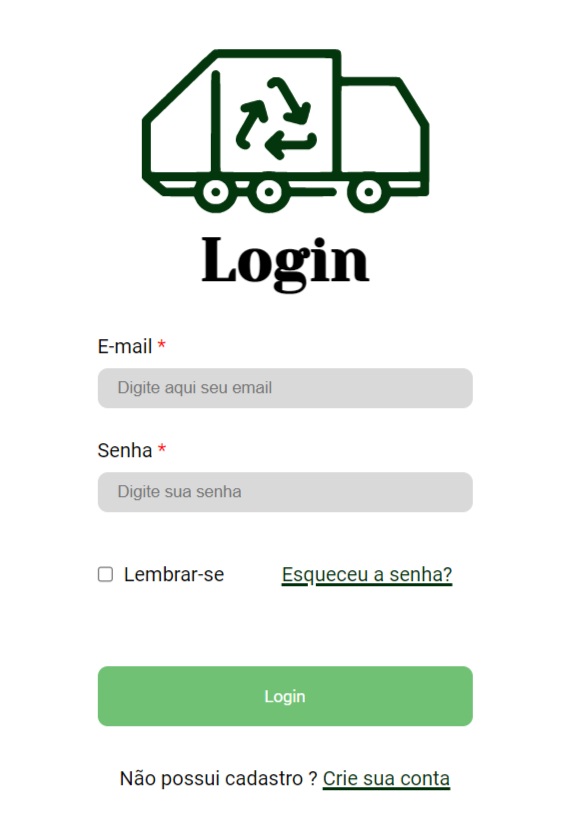 Login
E-mail *
Digite aqui seu email
Senha *
Digite sua senha
Lembrar-se Esqueceu a senha?
Login
Não possui cadastro ? Crie sua conta